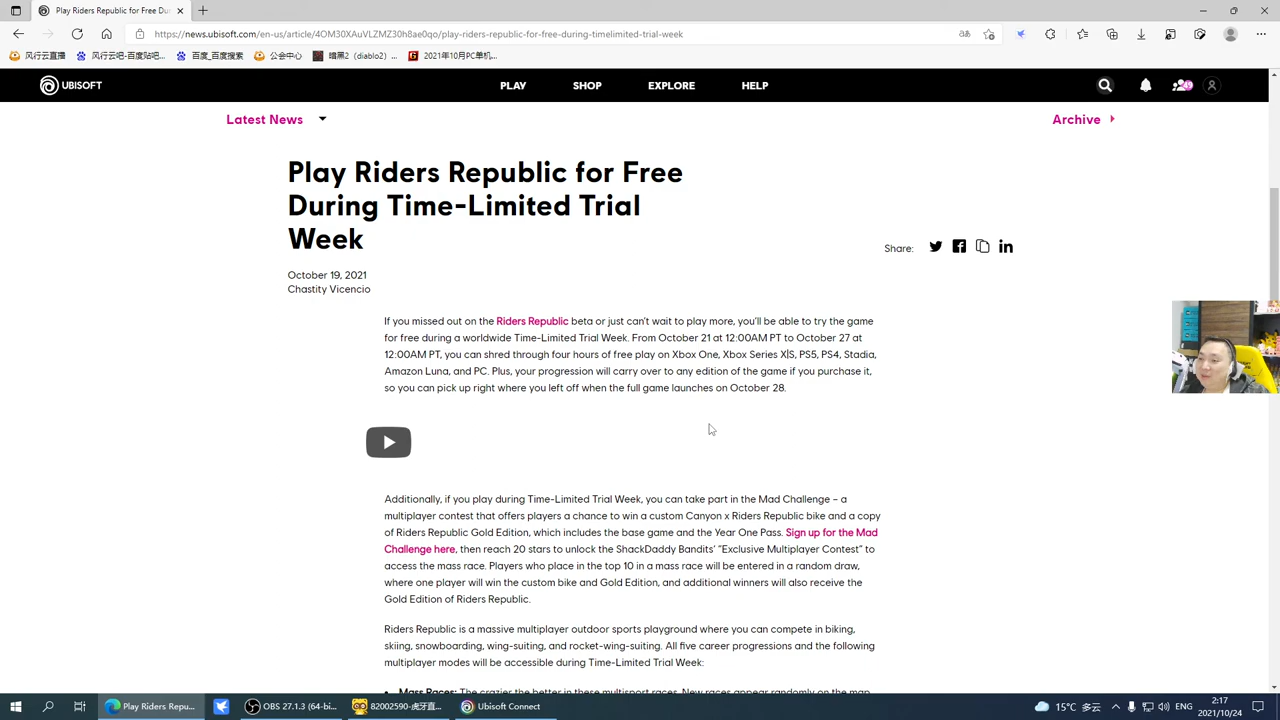 Play Riders Republic for Free Du
https://news.ubisoft.com/en-us/article/4OM30XAuVLZMZ30h8ae0qo/play-riders-republic-for-free-during-timelimited-trial-week
风行云直播 风行云吧-百度贴吧... 百度_百度搜索 公会中心 暗黑2（diablo2）... 2021年10月PC单机...
UBISOFT PLAY SHOP EXPLORE HELP
Latest News Archive
Play Riders Republic for Free
During Time-Limited Trial
Week
Share:
October 19, 2021
Chastity Vicencio
If you missed out on the Riders Republic beta or just can’t wait to play more, you’ll be able to try the game
for free during a worldwide Time-Limited Trial Week. From October 21 at 12:00AM PT to October 27 at
12:00AM PT, you can shred through four hours of free play on Xbox One, Xbox Series X|S, PS5, PS4, Stadia,
Amazon Luna, and PC. Plus, your progression will carry over to any edition of the game if you purchase it,
so you can pick up right where you left off when the full game launches on October 28.
Additionally, if you play during Time-Limited Trial Week, you can take part in the Mad Challenge – a
multiplayer contest that offers players a chance to win a custom Canyon x Riders Republic bike and a copy
of Riders Republic Gold Edition, which includes the base game and the Year One Pass. Sign up for the Mad
Challenge here, then reach 20 stars to unlock the ShackDaddy Bandits’ “Exclusive Multiplayer Contest” to
access the mass race. Players who place in the top 10 in a mass race will be entered in a random draw,
where one player will win the custom bike and Gold Edition, and additional winners will also receive the
Gold Edition of Riders Republic.
Riders Republic is a massive multiplayer outdoor sports playground where you can compete in biking,
skiing, snowboarding, wing-suiting, and rocket-wing-suiting. All five career progressions and the following
multiplayer modes will be accessible during Time-Limited Trial Week:
• Mass Races: The crazier the better in these multisport races. New races appear randomly on the map
Play Riders Repu... OBS 27.1.3 (64-bi... 82002590-虎牙直... Ubisoft Connect 15°C 多云 中 2:17
2021/10/24